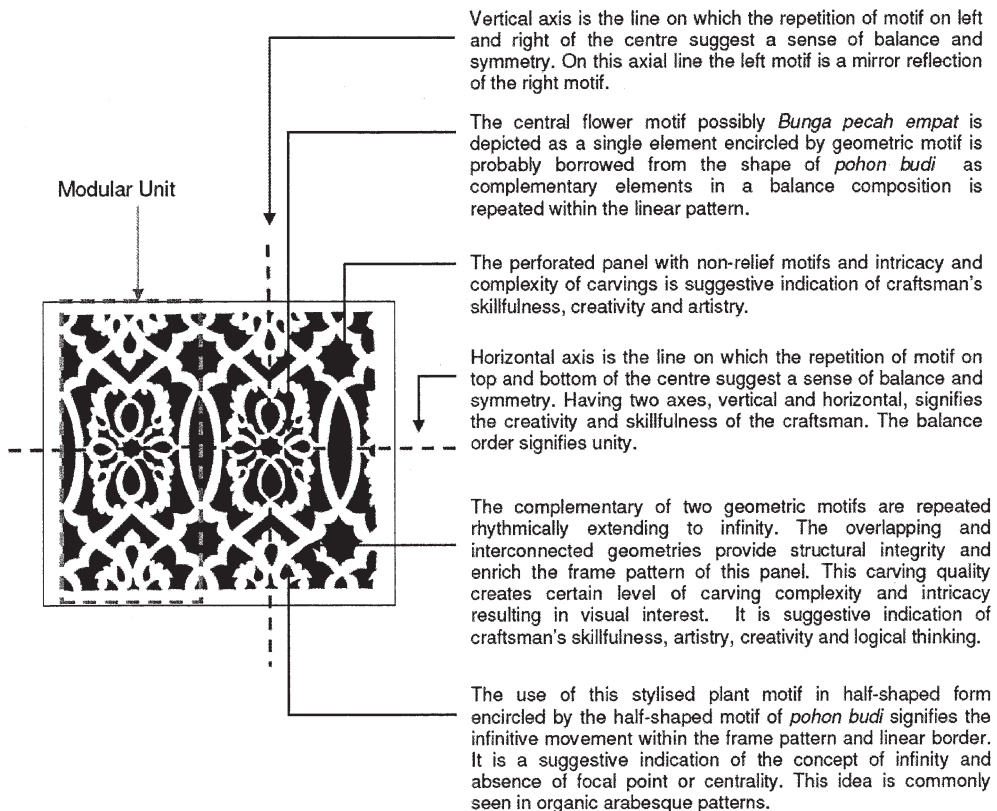 Vertical axis is the line on which the repetition of motif on left
and right of the centre suggest a sense of balance and
symmetry. On this axial line the left motif is a mirror reflection
of the right motif.
The central flower motif possibly Bunga pecah empat is
depicted as a single element encircled by geometric motif is
probably borrowed from the shape of pohon budi as
complementary elements in a balance composition is
repeated within the linear pattern.
Modular Unit
The perforated panel with non-relief motifs and intricacy and
complexity of carvings is suggestive indication of craftsman's
skillfulness, creativity and artistry.
Horizontal axis is the line on which the repetition of motif on
top and bottom of the centre suggest a sense of balance and
symmetry. Having two axes, vertical and horizontal, signifies
the creativity and skillfulness of the craftsman. The balance
order signifies unity.
The complementary of two geometric motifs are repeated
rhythmically extending to infinity. The overlapping and
interconnected geometries provide structural integrity and
enrich the frame pattern of this panel. This carving quality
creates certain level of carving complexity and intricacy
resulting in visual interest. It is suggestive indication of
craftsman's skillfulness, artistry, creativity and logical thinking.
The use of this stylised plant motif in half-shaped form
encircled by the half-shaped motif of pohon budi signifies the
infinitive movement within the frame pattern and linear border.
It is a suggestive indication of the concept of infinity and
absence of focal point or centrality. This idea is commonly
seen in organic arabesque patterns.